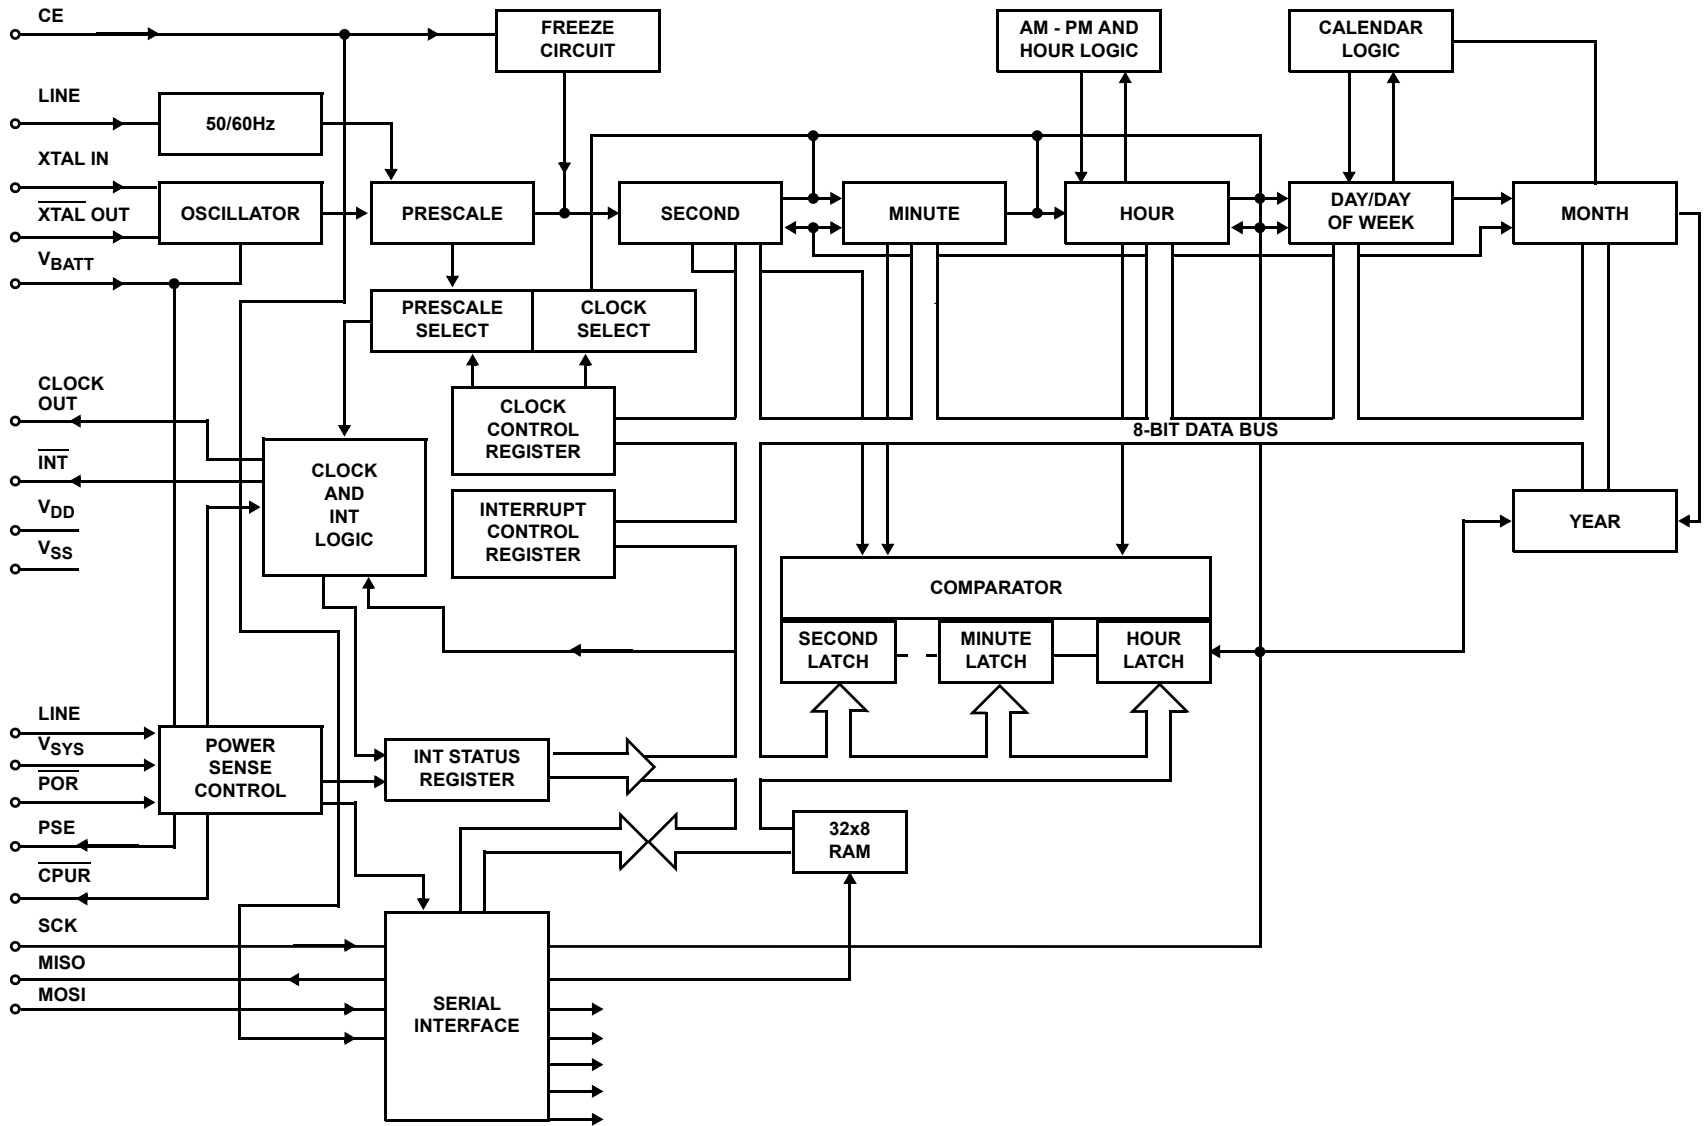 CE
FREEZE
CIRCUIT
AM - PM AND
HOUR LOGIC
CALENDAR
LOGIC
LINE
50/60Hz
XTAL IN
XTAL OUT
OSCILLATOR
PRESCALE
SECOND
MINUTE
HOUR
DAY/DAY
OF WEEK
MONTH
VBATT
PRESCALE
SELECT
CLOCK
SELECT
CLOCK
OUT
CLOCK
CONTROL
REGISTER
8-BIT DATA BUS
INT
CLOCK
AND
INT
LOGIC
VDD
VSS
INTERRUPT
CONTROL
REGISTER
YEAR
COMPARATOR
SECOND
LATCH
MINUTE
LATCH
HOUR
LATCH
LINE
VSYS
POR
POWER
SENSE
CONTROL
INT STATUS
REGISTER
PSE
32x8
RAM
CPUR
SCK
MISO
MOSI
SERIAL
INTERFACE